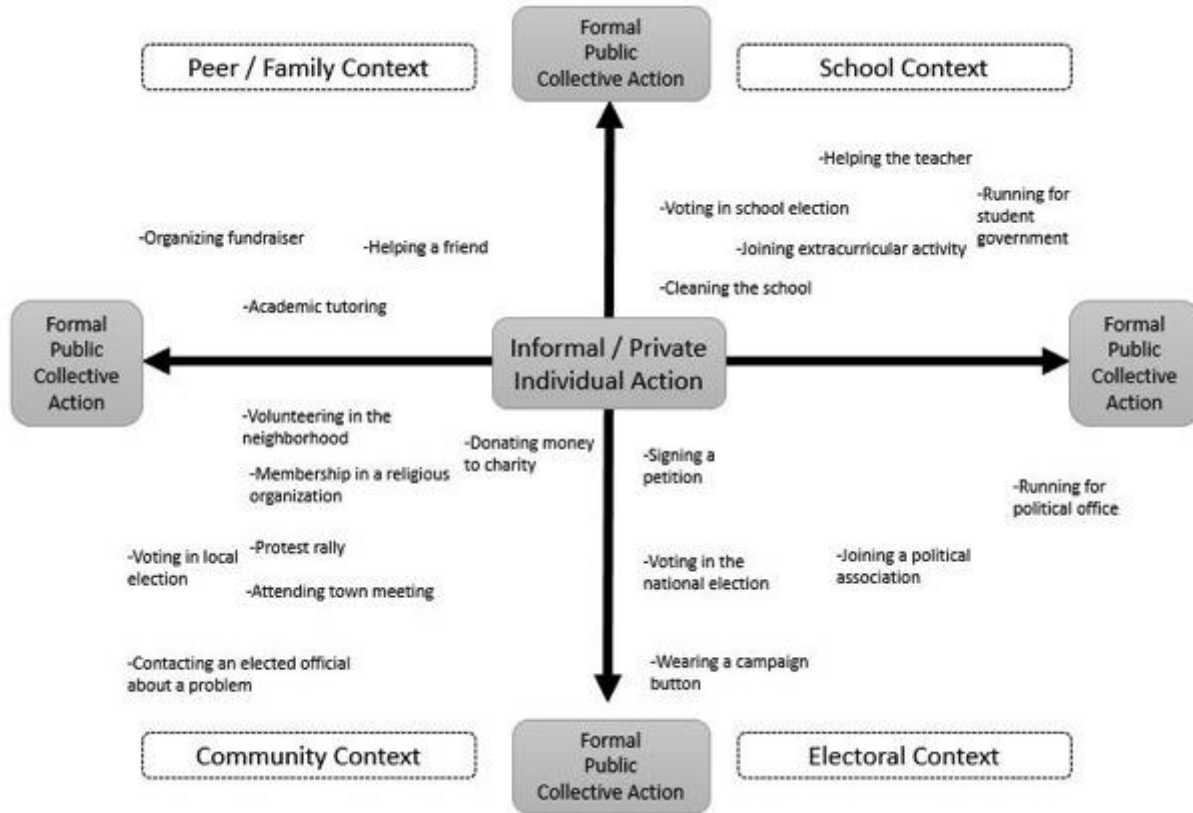 Formal
Public
Collective Action
Peer / Family Context
School Context
-Helping the teacher
-Running for
student
government
-Voting in school election
-Organizing fundraiser
-Helping a friend
-Joining extracurricular activity
-Cleaning the school
-Academic tutoring
Formal
Public
Collective
Action
Informal / Private
Individual Action
Formal
Public
Collective
Action
-Volunteering in the
neighborhood
-Donating money
to charity
-Signing a
petition
-Membership in a religious
organization
-Running for
political office
-Voting in local
election
-Protest rally
-Attending town meeting
-Voting in the
national election
-Joining a political
association
-Contacting an elected official
about a problem
-Wearing a campaign
button
Community Context
Formal
Public
Collective Action
Electoral Context